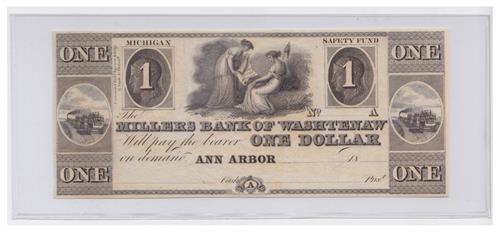 ONE MICHIGAN SAFETY FUND ONE
1 1
No A
The
MILLERS BANK OF WASHTENAW
Will pay the bearer ONE DOLLAR
on demand ANN ARBOR 18
ONE Cash A Pres.t ONE